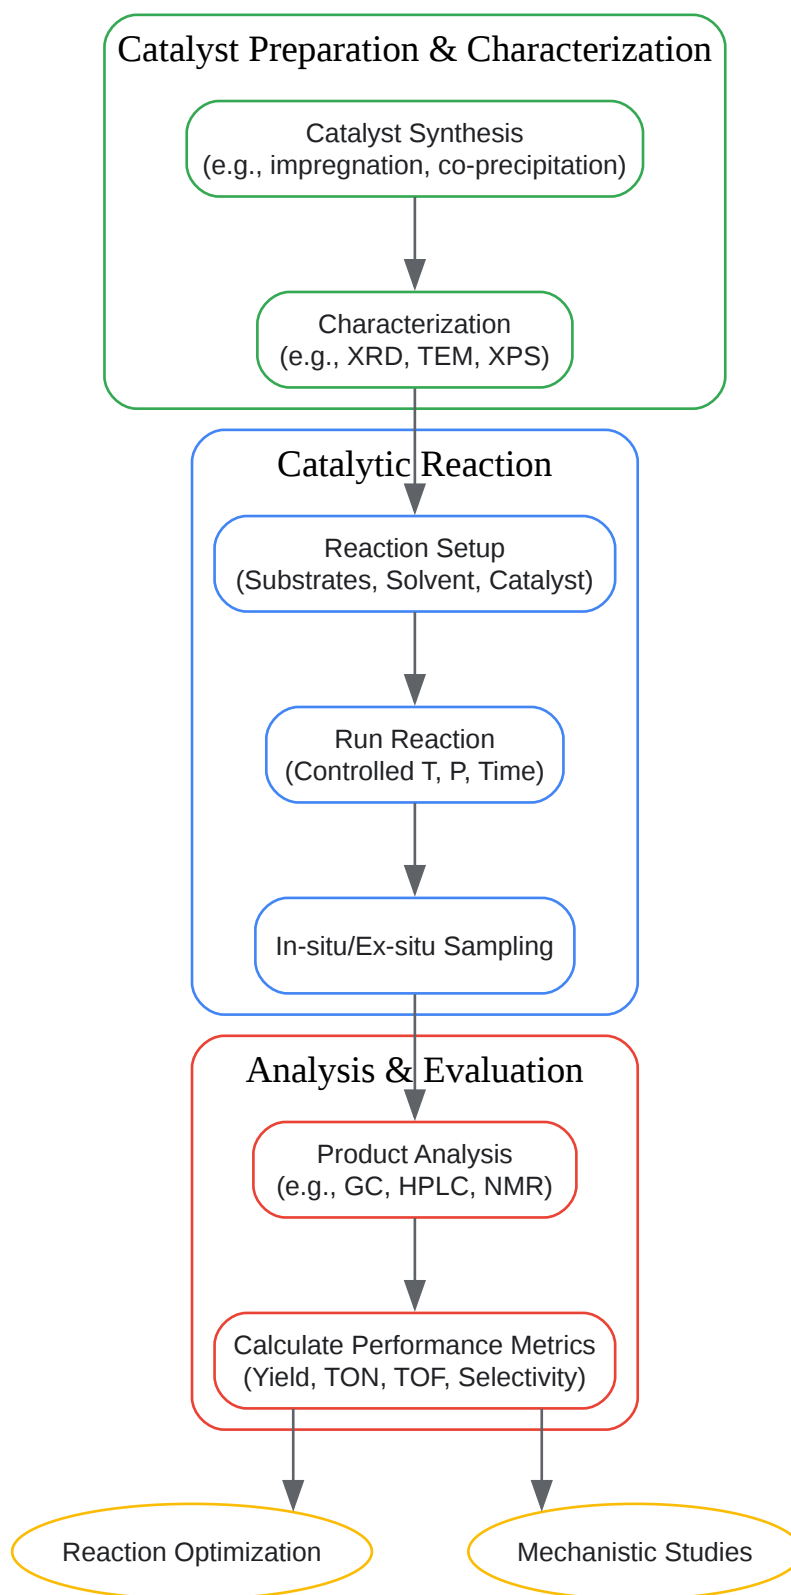 Catalyst Preparation & Characterization
Catalyst Synthesis
(e.g., impregnation, co-precipitation)
Characterization
(e.g., XRD, TEM, XPS)
Catalytic Reaction
Reaction Setup
(Substrates, Solvent, Catalyst)
Run Reaction
(Controlled T, P, Time)
In-situ/Ex-situ Sampling
Analysis & Evaluation
Product Analysis
(e.g., GC, HPLC, NMR)
Calculate Performance Metrics
(Yield, TON, TOF, Selectivity)
Reaction Optimization
Mechanistic Studies